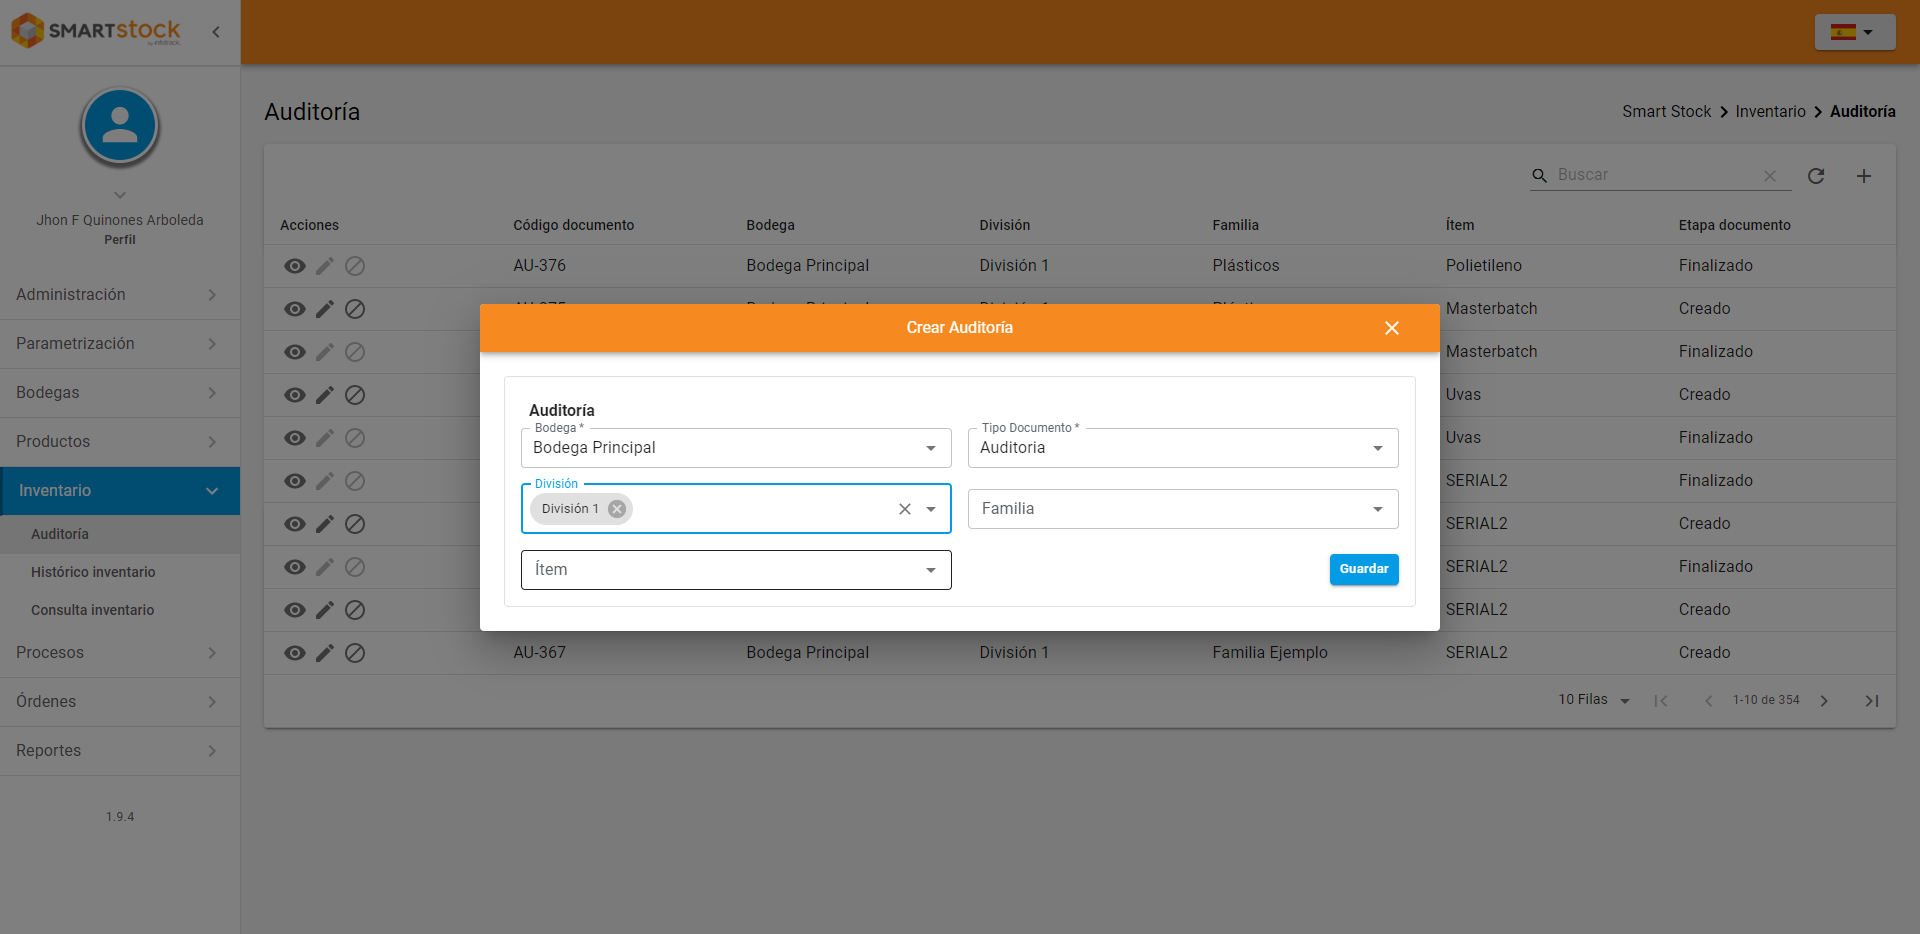 SMARTstock
by infotrack
Auditoría
Smart Stock > Inventario > Auditoría
Jhon F Quinones Arboleda
Perfil
Administración
Parametrización
Bodegas
Productos
Inventario
Auditoría
Histórico inventario
Consulta inventario
Procesos
Órdenes
Reportes
1.9.4
Buscar
Acciones Código documento Bodega División Familia Ítem Etapa documento
AU-376 Bodega Principal División 1 Plásticos Polietileno Finalizado
Masterbatch Creado
Masterbatch Finalizado
Uvas Creado
Uvas Finalizado
SERIAL2 Finalizado
SERIAL2 Creado
SERIAL2 Finalizado
SERIAL2 Creado
AU-367 Bodega Principal División 1 Familia Ejemplo SERIAL2 Creado
10 Filas 1-10 de 354
Crear Auditoría
Auditoría
Bodega *
Bodega Principal
Tipo Documento *
Auditoria
División
División 1
Familia
Ítem
Guardar